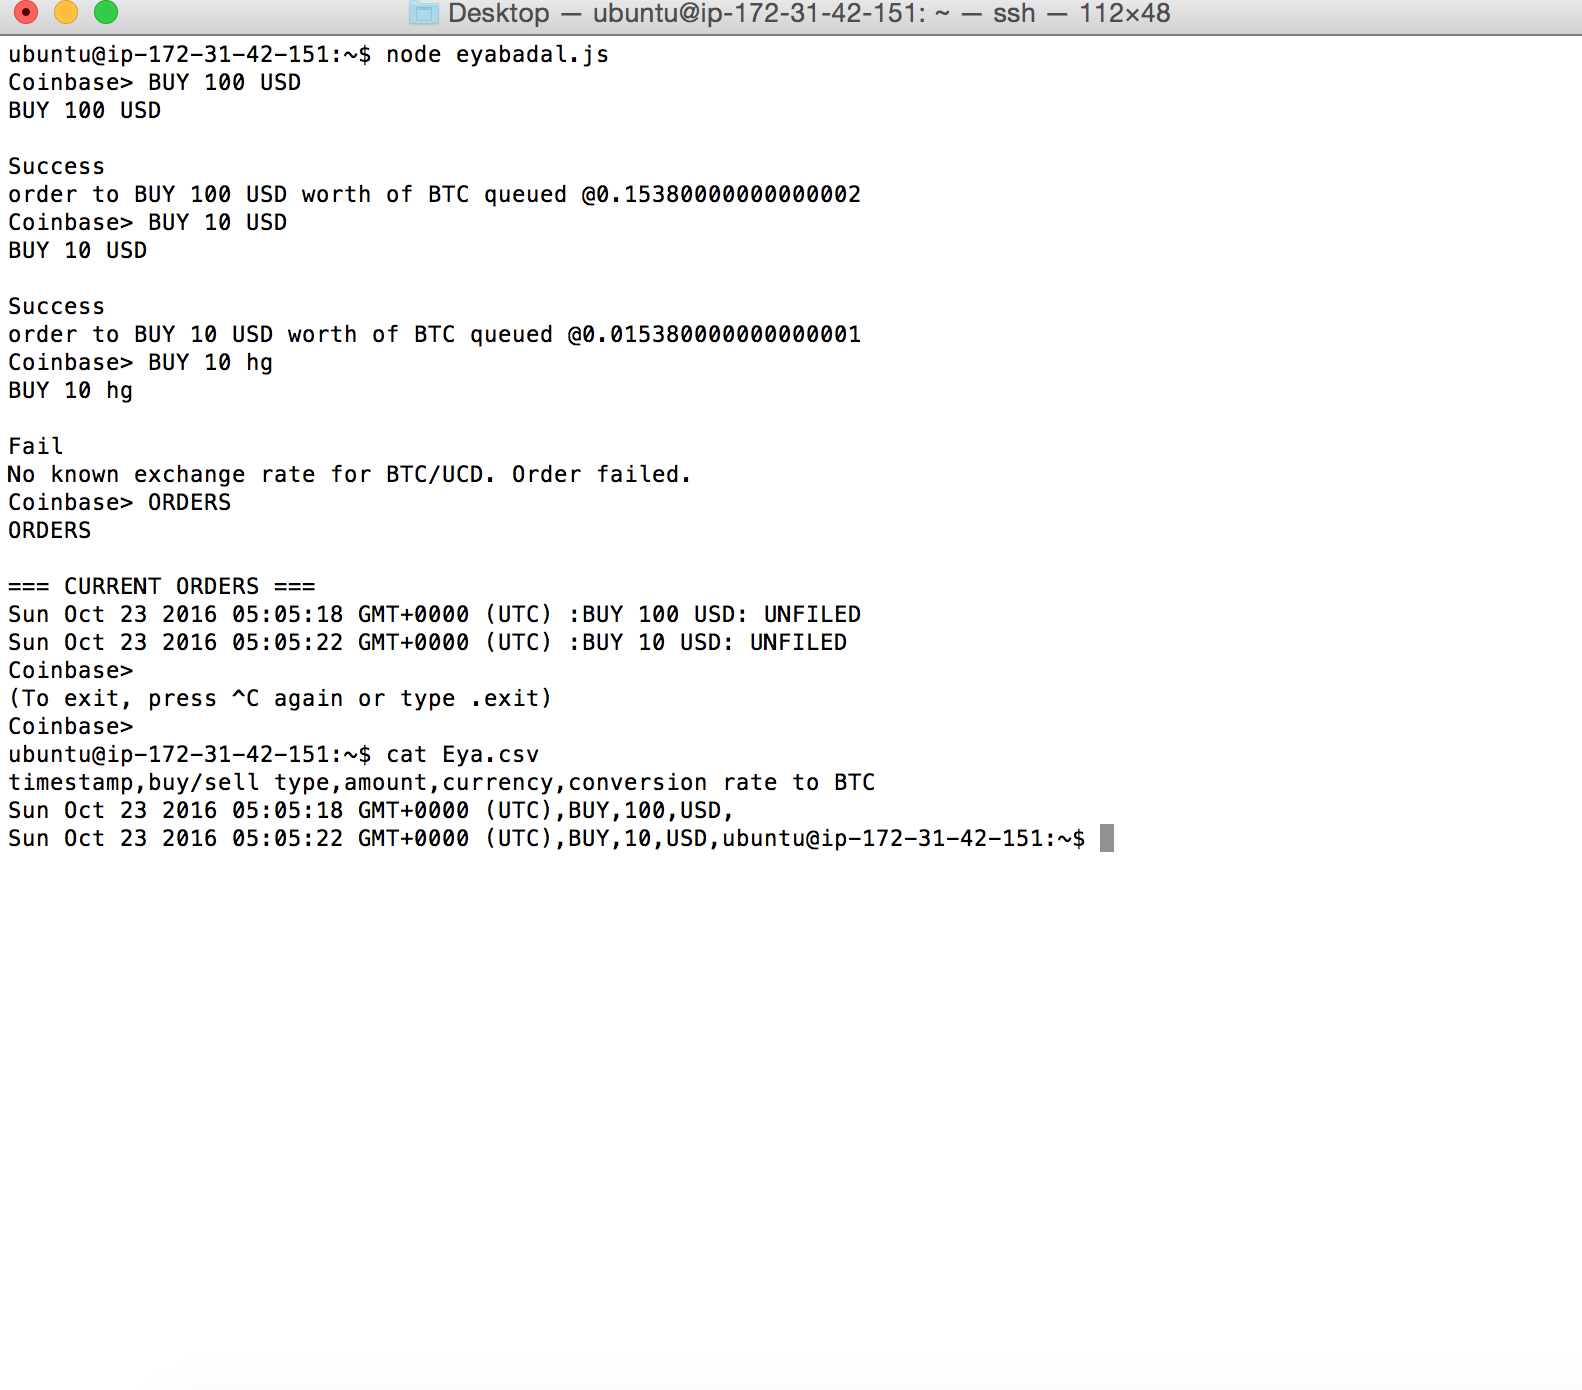 Desktop — ubuntu@ip-172-31-42-151: ~ — ssh — 112×48
ubuntu@ip-172-31-42-151:~$ node eyabadal.js
Coinbase> BUY 100 USD
BUY 100 USD
Success
order to BUY 100 USD worth of BTC queued @0.15380000000000002
Coinbase> BUY 10 USD
BUY 10 USD
Success
order to BUY 10 USD worth of BTC queued @0.015380000000000001
Coinbase> BUY 10 hg
BUY 10 hg
Fail
No known exchange rate for BTC/UCD. Order failed.
Coinbase> ORDERS
ORDERS
=== CURRENT ORDERS ===
Sun Oct 23 2016 05:05:18 GMT+0000 (UTC) :BUY 100 USD: UNFILED
Sun Oct 23 2016 05:05:22 GMT+0000 (UTC) :BUY 10 USD: UNFILED
Coinbase>
(To exit, press ^C again or type .exit)
Coinbase>
ubuntu@ip-172-31-42-151:~$ cat Eya.csv
timestamp,buy/sell type,amount,currency,conversion rate to BTC
Sun Oct 23 2016 05:05:18 GMT+0000 (UTC),BUY,100,USD,
Sun Oct 23 2016 05:05:22 GMT+0000 (UTC),BUY,10,USD,ubuntu@ip-172-31-42-151:~$